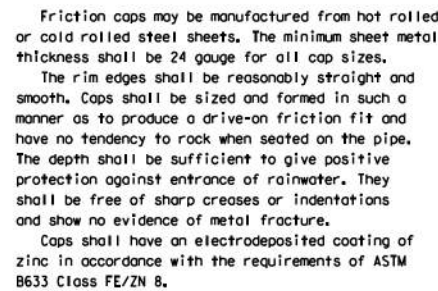 Friction caps may be manufactured from hot rolled
or cold rolled steel sheets. The minimum sheet metal
thickness shall be 24 gauge for all cap sizes.
The rim edges shall be reasonably straight and
smooth. Caps shall be sized and formed in such a
manner as to produce a drive-on friction fit and
have no tendency to rock when seated on the pipe.
The depth shall be sufficient to give positive
protection against entrance of rainwater. They
shall be free of sharp creases or indentations
and show no evidence of metal fracture.
Caps shall have an electrodeposited coating of
zinc in accordance with the requirements of ASTM
B633 Class FE/ZN 8.